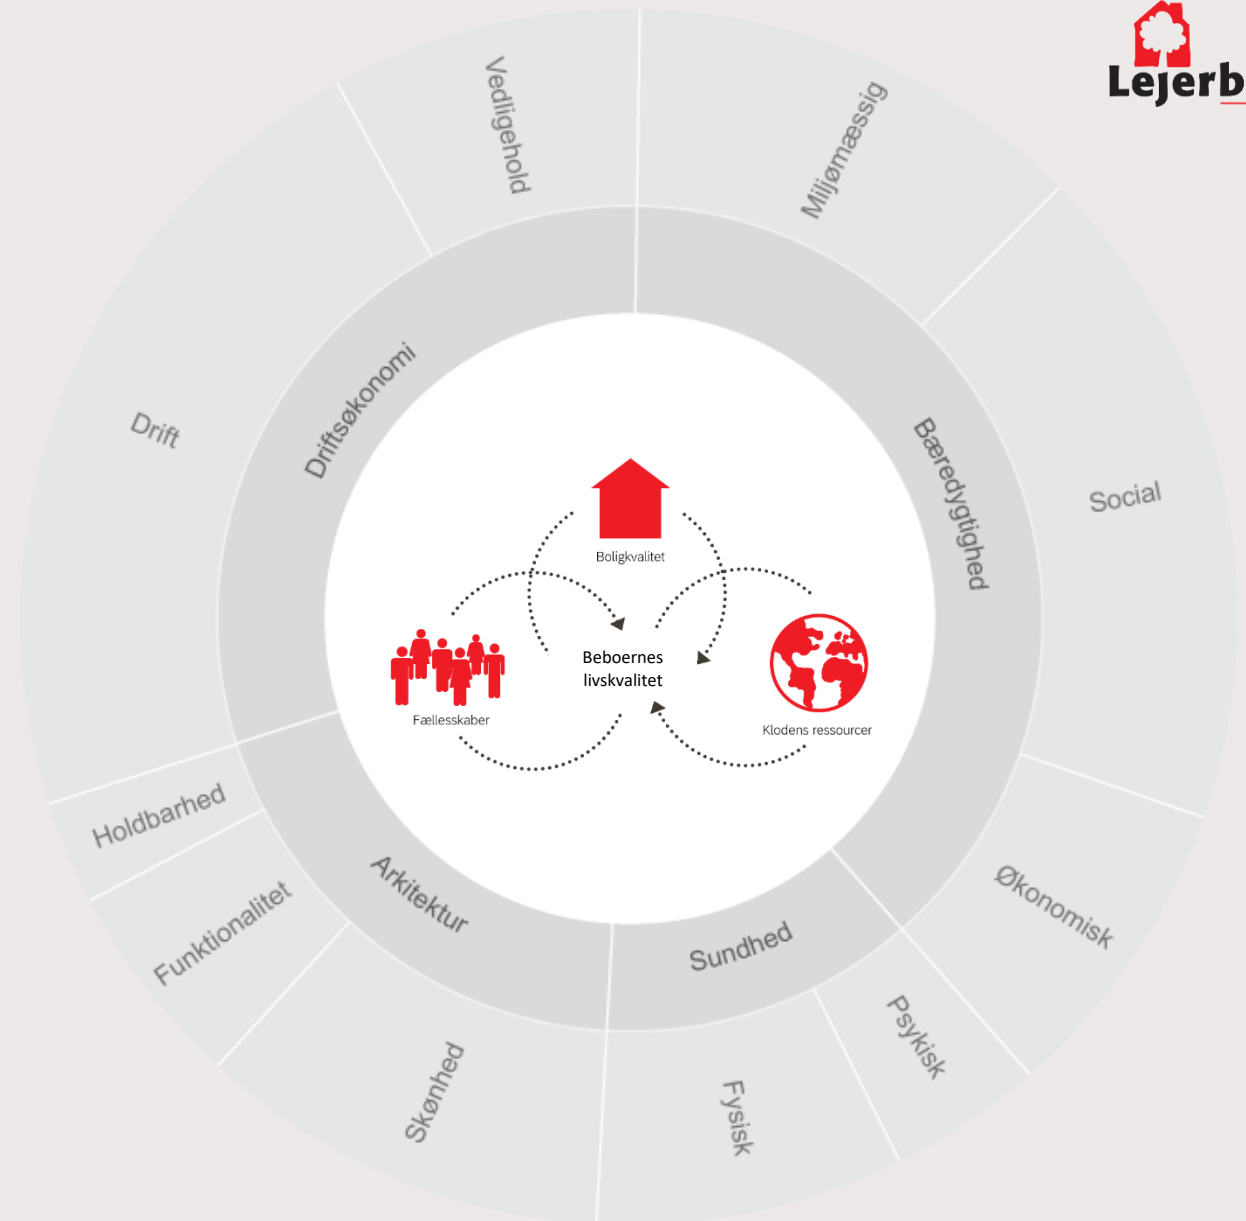 Lejerb
Vedligehold
Miljømæssig
Driftsøkonomi
Drift
Bæredygtighed
Social
Boligkvalitet
Beboernes
livskvalitet
Fællesskaber
Klodens ressourcer
Holdbarhed
Arkitektur
Funktionalitet
Økonomisk
Sundhed
Psykisk
Skønhed
Fysisk